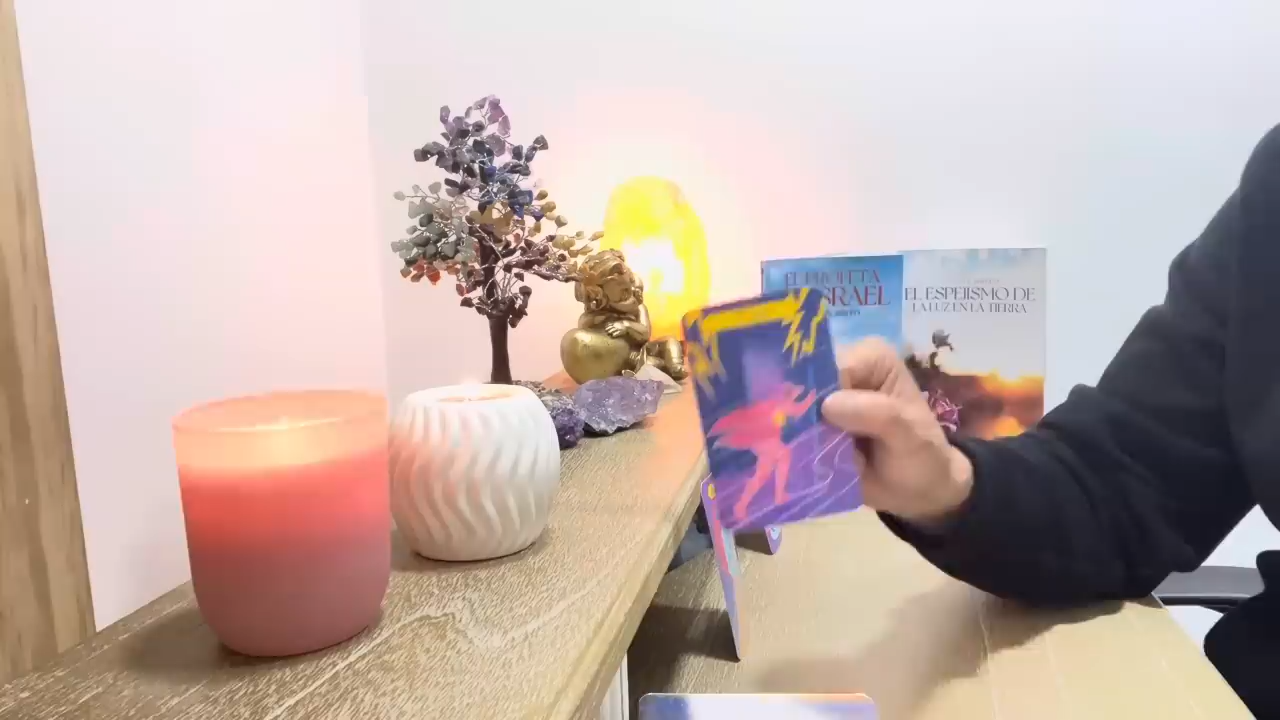 EL PROFETA
ISRAEL
EL ESPEJISMO DE
LA LUZ EN LA TIERRA